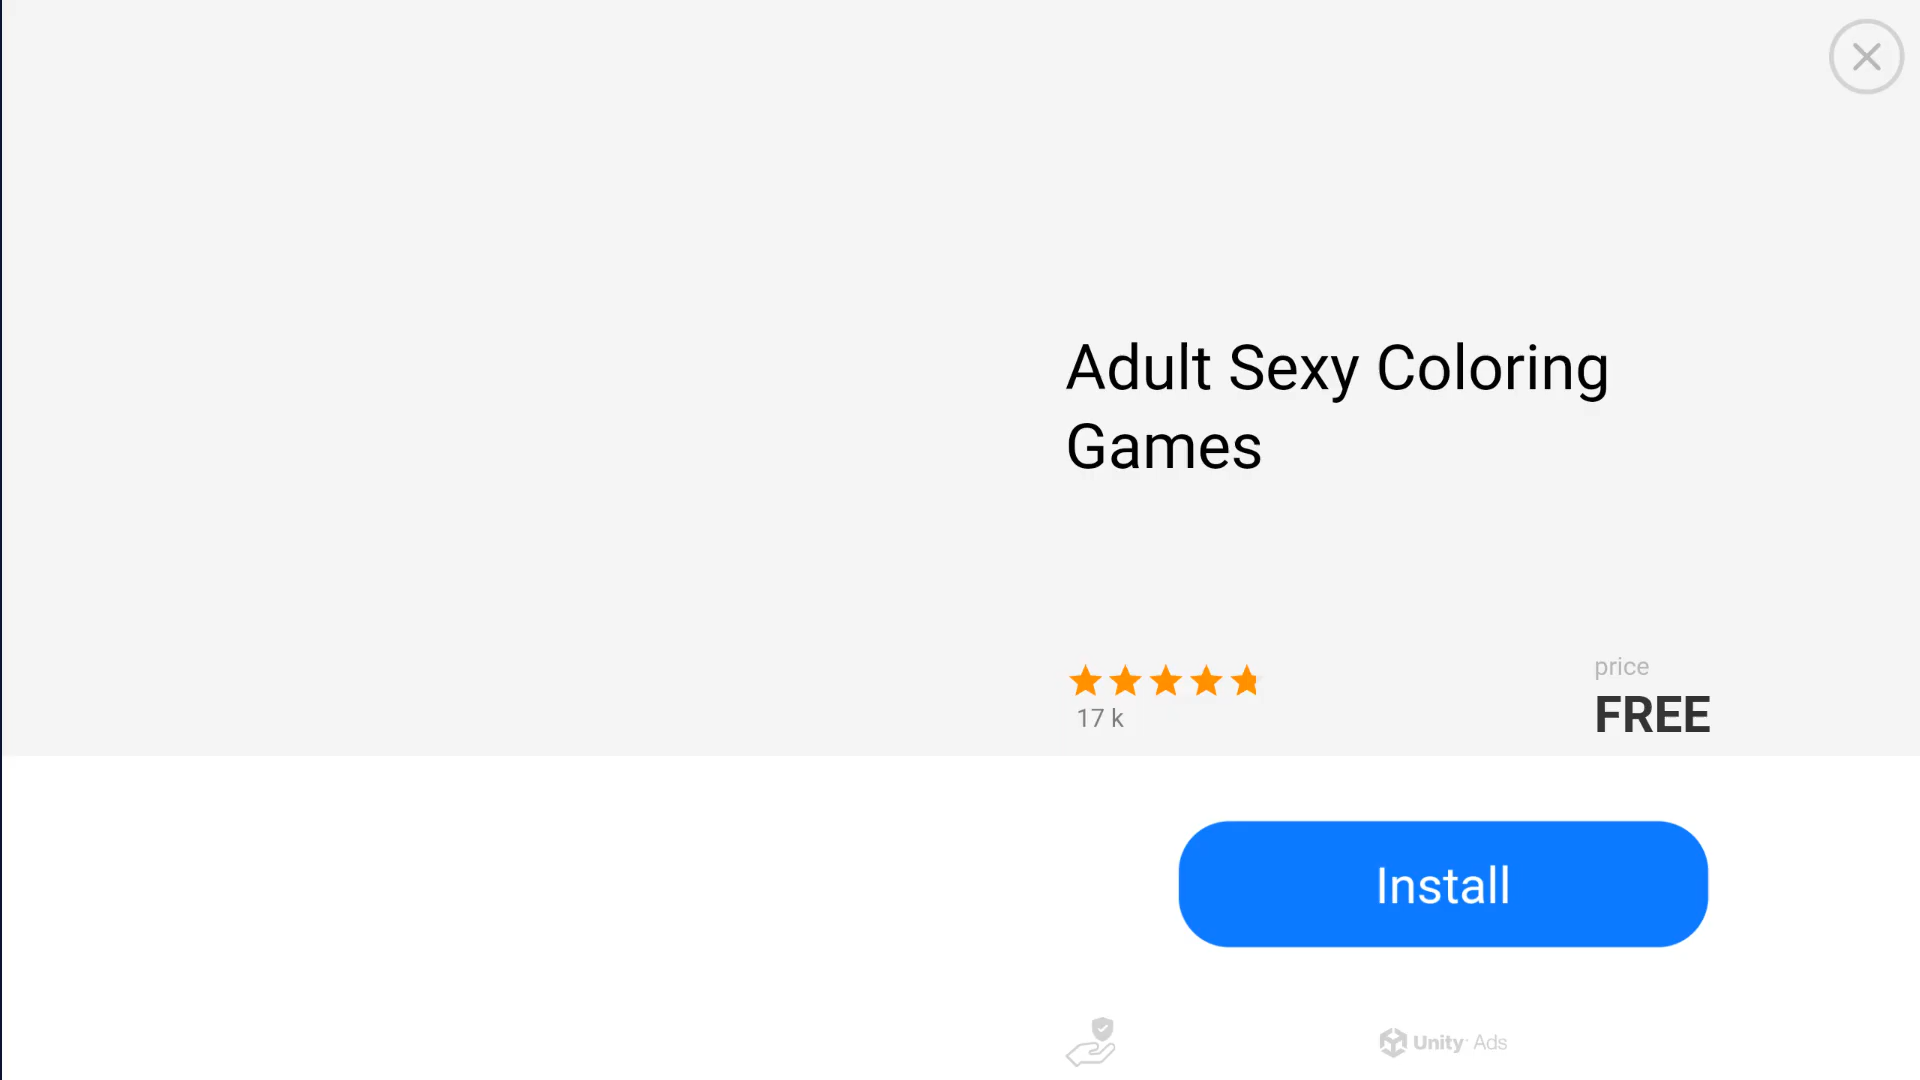 Adult Sexy Coloring
Games
price
17 k
FREE
Install
Unity Ads